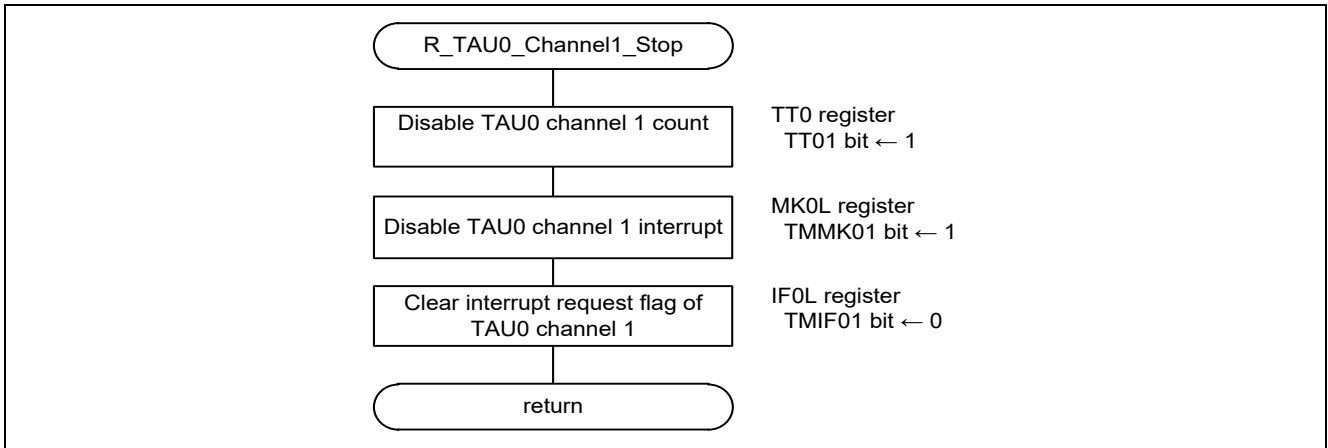 R_TAU0_Channel1_Stop
Disable TAU0 channel 1 count
TT0 register
TT01 bit ← 1
Disable TAU0 channel 1 interrupt
MK0L register
TMMK01 bit ← 1
Clear interrupt request flag of
TAU0 channel 1
IF0L register
TMIF01 bit ← 0
return